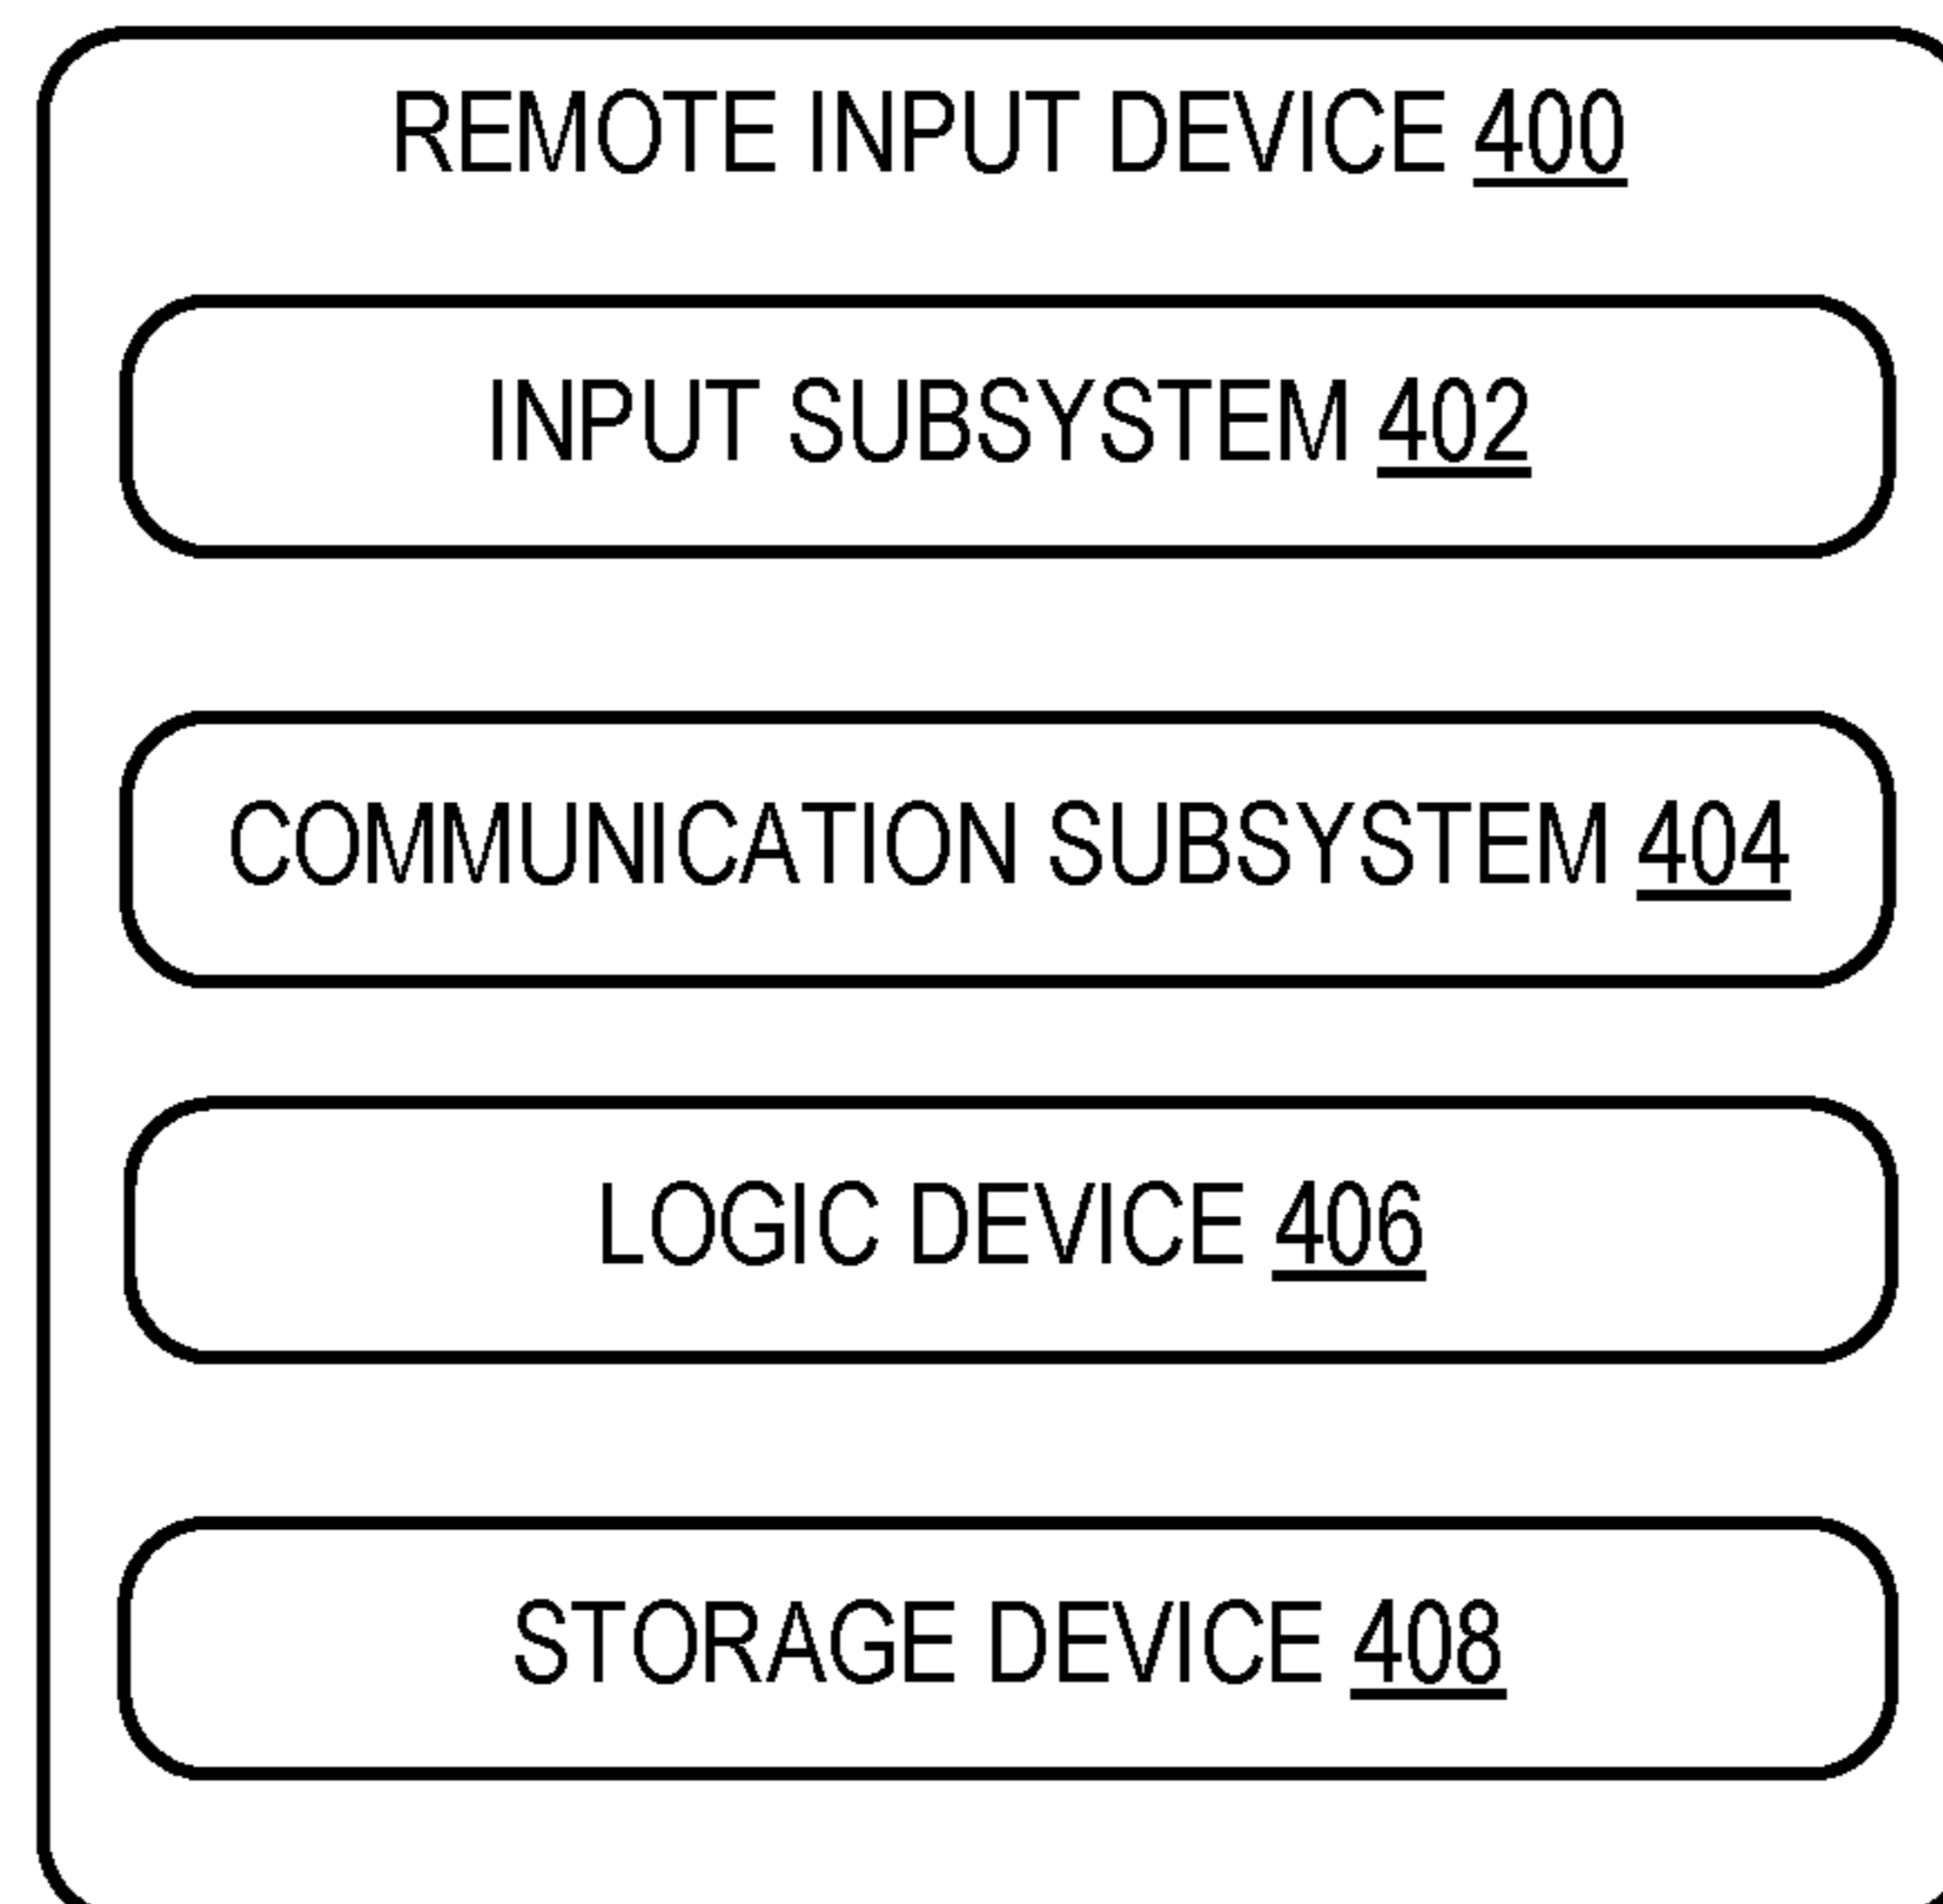 REMOTE INPUT DEVICE 400
INPUT SUBSYSTEM 402
COMMUNICATION SUBSYSTEM 404
LOGIC DEVICE 406
STORAGE DEVICE 408